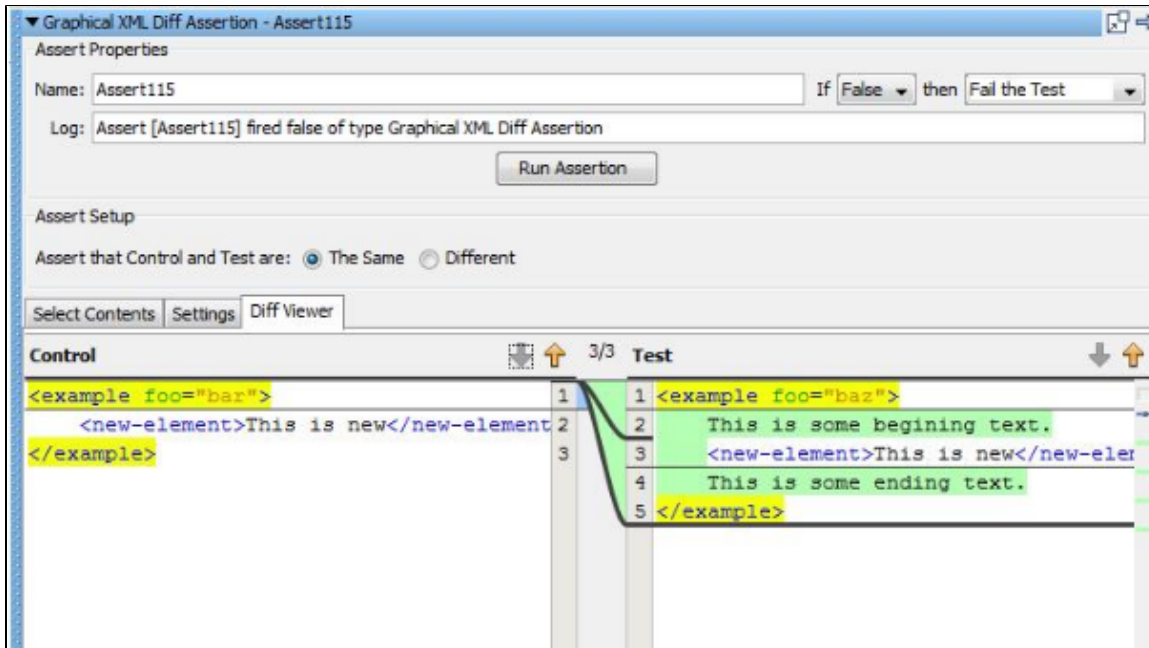 Graphical XML Diff Assertion - Assert115
Assert Properties
Name: Assert115 If False then Fail the Test
Log: Assert [Assert115] fired false of type Graphical XML Diff Assertion
Run Assertion
Assert Setup
Assert that Control and Test are: The Same Different
Select Contents Settings Diff Viewer
Control 3/3 Test
<example foo="bar"> 1
<new-element>This is new</new-element 2
</example> 3
1 <example foo="baz">
2 This is some begining text.
3 <new-element>This is new</new-elem
4 This is some ending text.
5 </example>